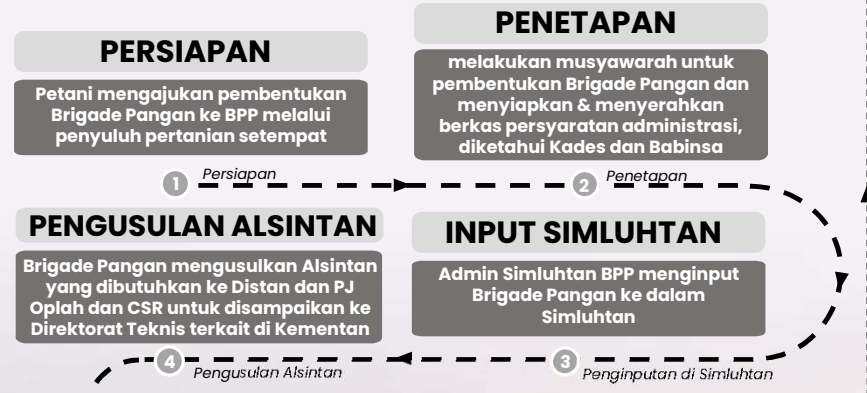 PERSIAPAN
Petani mengajukan pembentukan
Brigade Pangan ke BPP melalui
penyuluh pertanian setempat
PENETAPAN
melakukan musyawarah untuk
pembentukan Brigade Pangan dan
menyiapkan & menyerahkan
berkas persyaratan administrasi,
diketahui Kades dan Babinsa
1
Persiapan
2
Penetapan
INPUT SIMLUHTAN
Admin Simluhtan BPP menginput
Brigade Pangan ke dalam
Simluhtan
3
Penginputan di Simluhtan
PENGUSULAN ALSINTAN
Brigade Pangan mengusulkan Alsintan
yang dibutuhkan ke Distan dan PJ
Oplah dan CSR untuk disampaikan ke
Direktorat Teknis terkait di Kementan
4
Pengusulan Alsintan